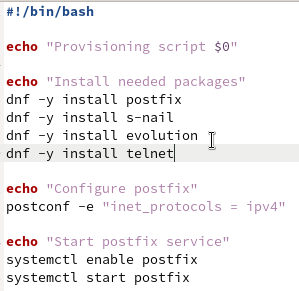 #!/bin/bash
echo "Provisioning script $0"
echo "Install needed packages"
dnf -y install postfix
dnf -y install s-nail
dnf -y install evolution
dnf -y install telnet
echo "Configure postfix"
postconf -e "inet_protocols = ipv4"
echo "Start postfix service"
systemctl enable postfix
systemctl start postfix